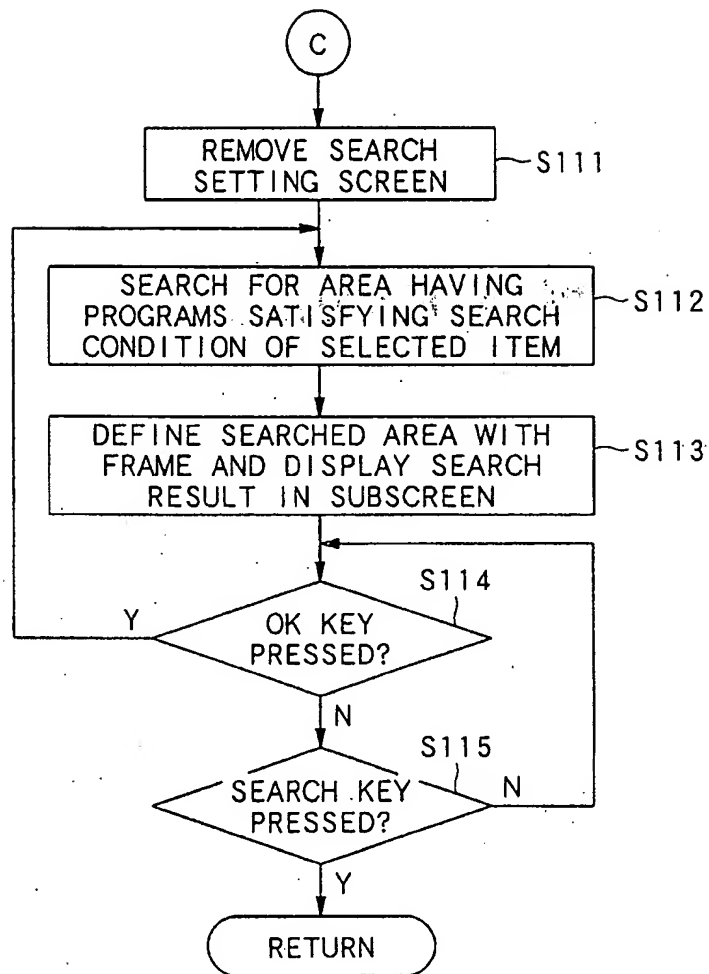 C
REMOVE SEARCH
SETTING SCREEN
S111
SEARCH FOR AREA HAVING
PROGRAMS SATISFYING SEARCH
CONDITION OF SELECTED ITEM
S112
DEFINE SEARCHED AREA WITH
FRAME AND DISPLAY SEARCH
RESULT IN SUBSCREEN
S113
S114
Y
OK KEY
PRESSED?
N
S115
SEARCH KEY
PRESSED?
N
Y
RETURN